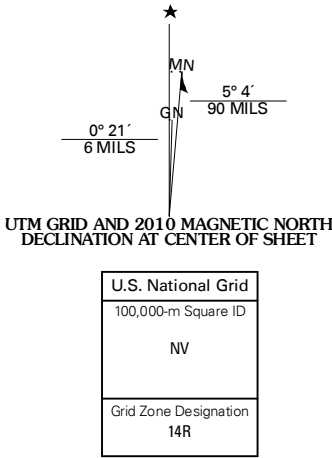 MN
GN
5° 4´
90 MILS
0° 21´
6 MILS
UTM GRID AND 2010 MAGNETIC NORTH
DECLINATION AT CENTER OF SHEET
U.S. National Grid
100,000-m Square ID
NV
Grid Zone Designation
14R